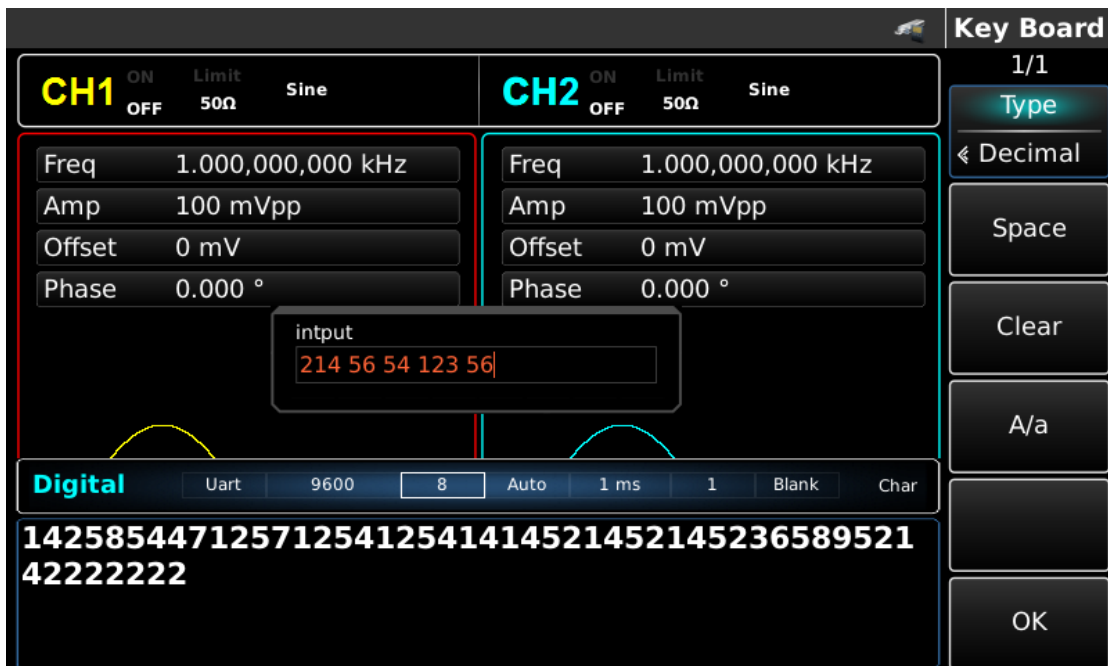 Key Board
1/1
CH1 ON OFF Limit 50Ω Sine
CH2 ON OFF Limit 50Ω Sine
Type
Decimal
Freq 1.000,000,000 kHz
Amp 100 mVpp
Offset 0 mV
Phase 0.000 °
Freq 1.000,000,000 kHz
Amp 100 mVpp
Offset 0 mV
Phase 0.000 °
intput
214 56 54 123 56
Space
Clear
A/a
Digital Uart 9600 8 Auto 1 ms 1 Blank Char
1425854471257125412541414521452145236589521
42222222
OK